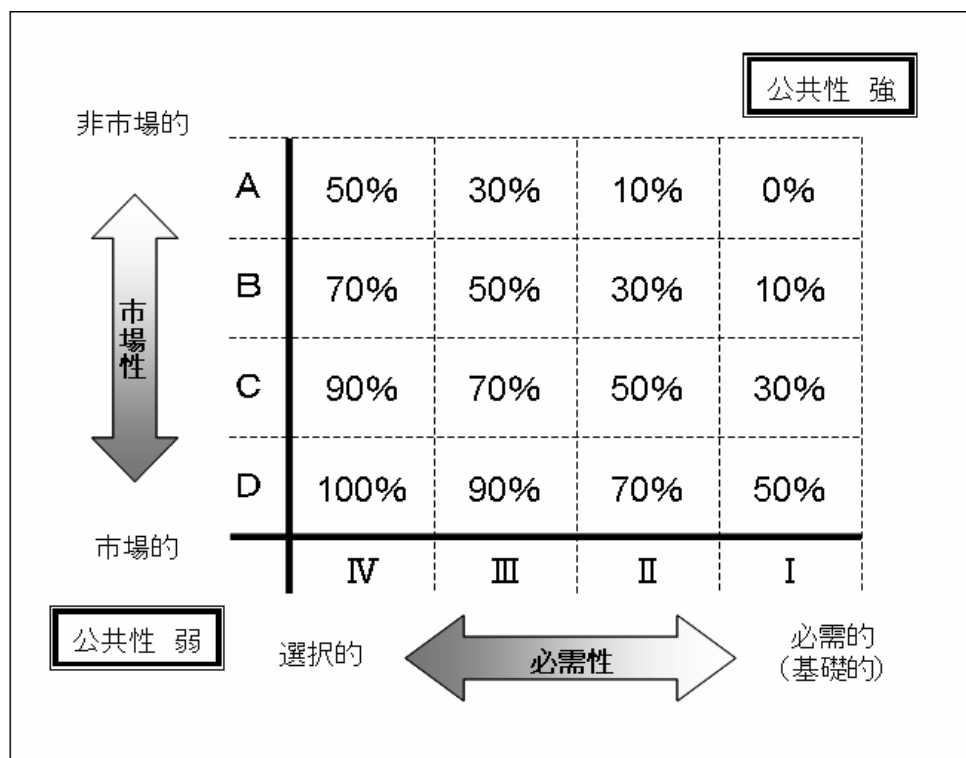 公共性 強
非市場的
A 50% 30% 10% 0%
B 70% 50% 30% 10%
市場性
C 90% 70% 50% 30%
D 100% 90% 70% 50%
市場的
Ⅳ Ⅲ Ⅱ Ⅰ
公共性 弱
選択的
必需性
必需的
(基礎的)